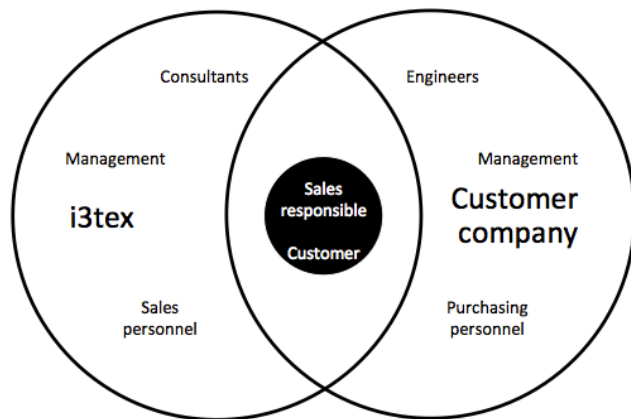 Consultants
Engineers
Management
Management
i3tex
Sales
responsible
Customer
Customer
company
Sales
personnel
Purchasing
personnel